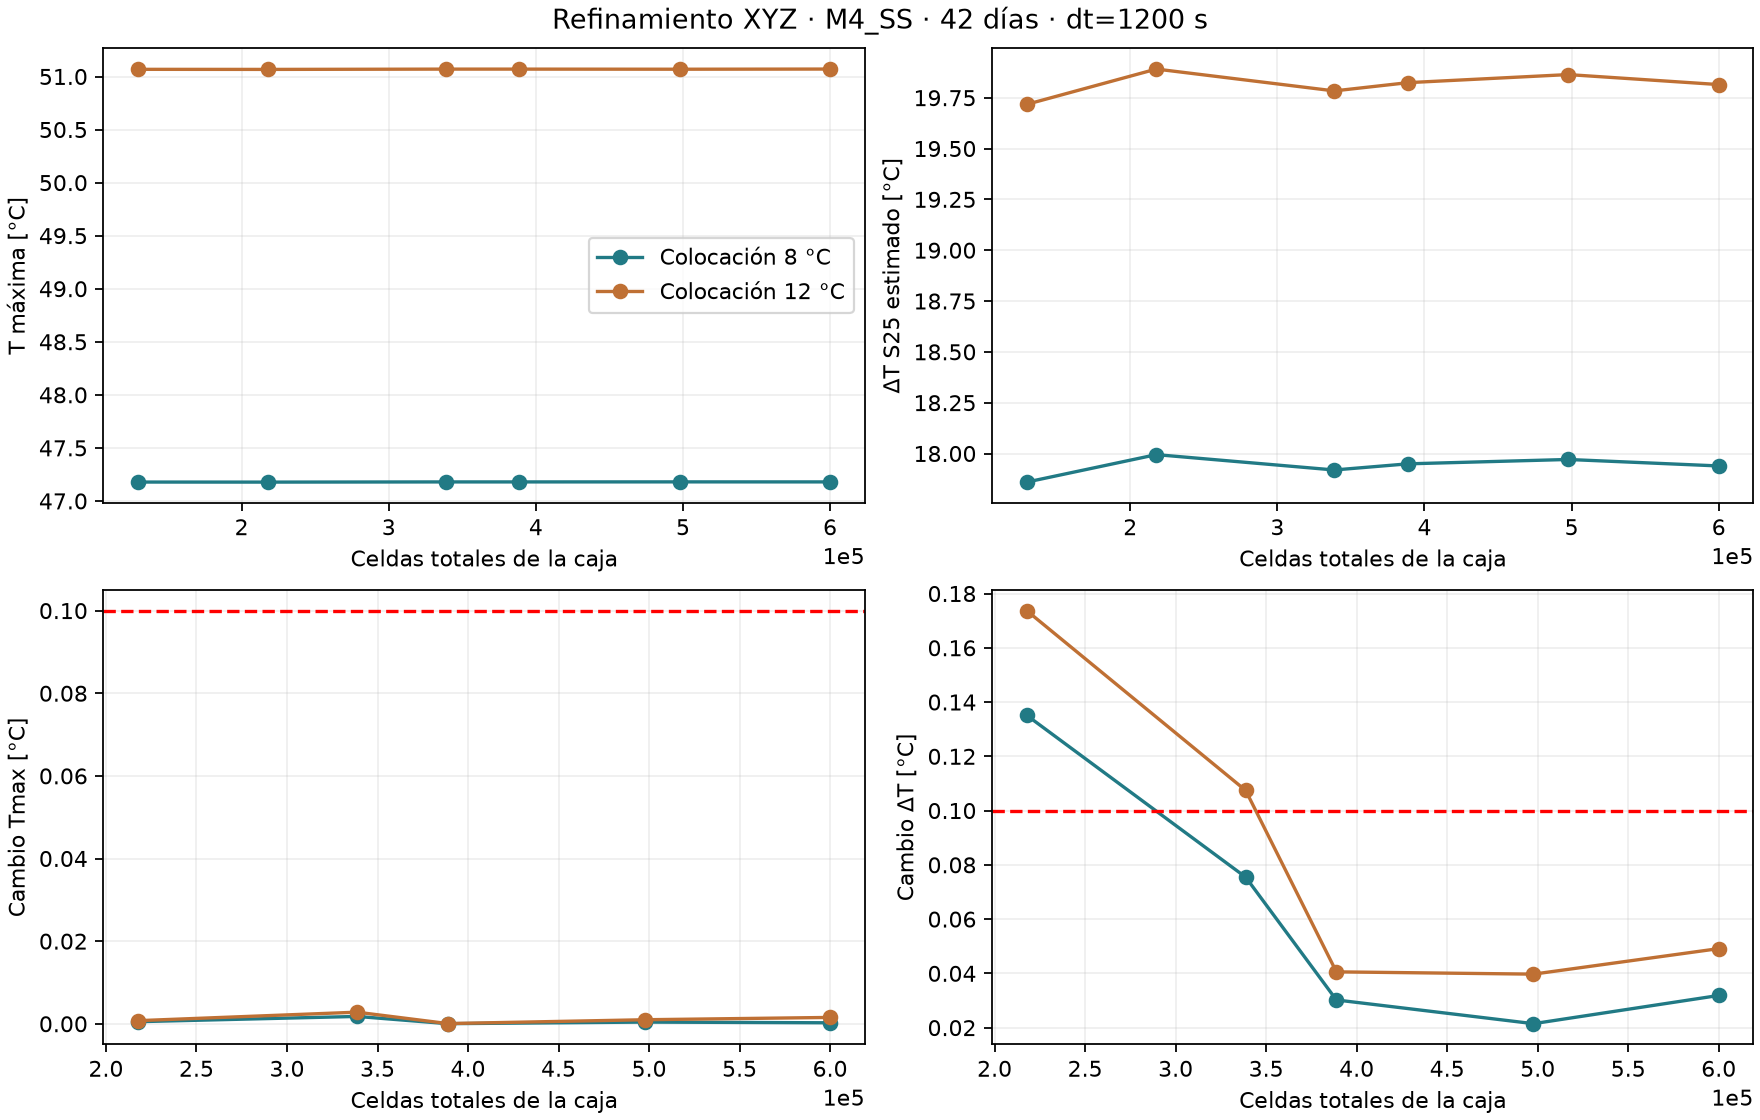 Refinamiento XYZ · M4_SS · 42 días · dt=1200 s
T máxima [°C]
51.0
50.5
50.0
49.5
49.0
48.5
48.0
47.5
47.0
Colocación 8 °C
Colocación 12 °C
2 3 4 5 6
1e5
Celdas totales de la caja
ΔT S25 estimado [°C]
19.75
19.50
19.25
19.00
18.75
18.50
18.25
18.00
2 3 4 5 6
1e5
Celdas totales de la caja
Cambio Tmax [°C]
0.10
0.08
0.06
0.04
0.02
0.00
2.0 2.5 3.0 3.5 4.0 4.5 5.0 5.5 6.0
1e5
Celdas totales de la caja
Cambio ΔT [°C]
0.18
0.16
0.14
0.12
0.10
0.08
0.06
0.04
0.02
2.0 2.5 3.0 3.5 4.0 4.5 5.0 5.5 6.0
1e5
Celdas totales de la caja